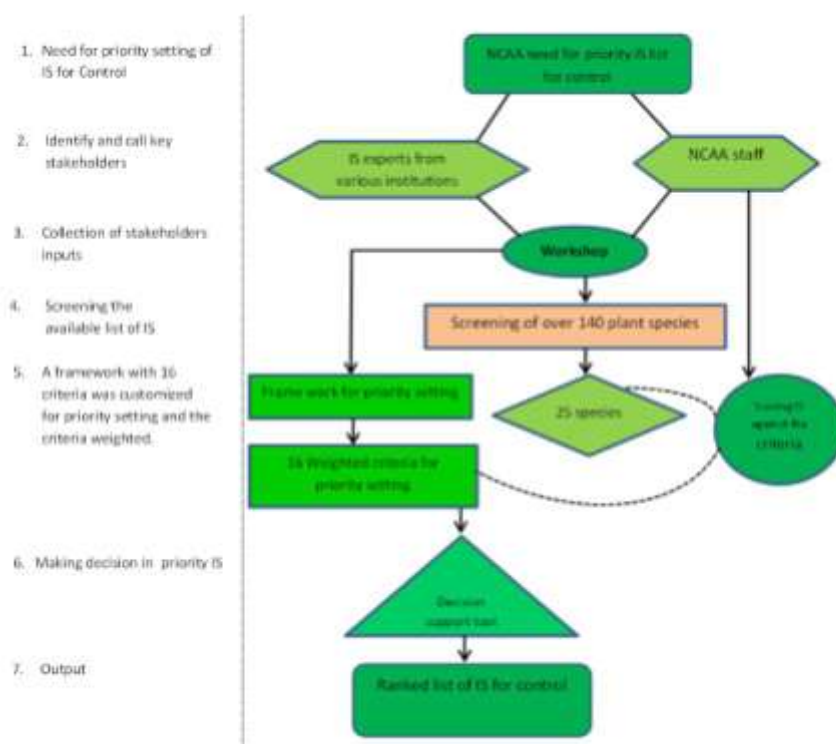 1. Need for priority setting of
IS for Control
2. Identify and call key
stakeholders
3. Collection of stakeholders
inputs
4. Screening the
available list of IS
5. A framework with 16
criteria was customized
for priority setting and the
criteria weighted.
6. Making decision in priority IS
7. Output
NCAA need for priority IS list
for control
IS experts from
various institutions
NCAA staff
Workshop
Screening of over 140 plant species
Frame work for priority setting
25 species
against the
criteria
16 Weighted criteria for
priority setting
Decision
support tool
Ranked list of IS for control